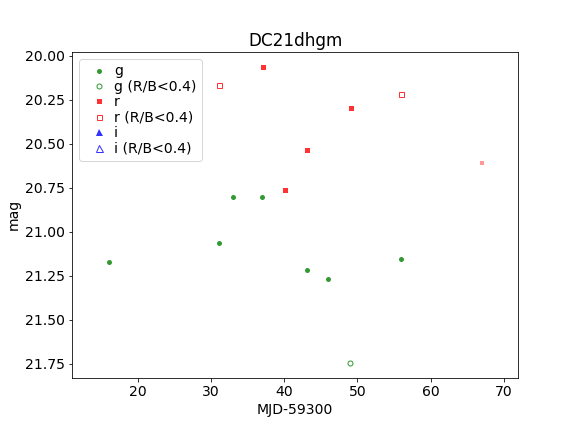 DC21dhgm
20.00
20.25
20.50
20.75
21.00
21.25
21.50
21.75
mag
g
g (R/B<0.4)
r
r (R/B<0.4)
i
i (R/B<0.4)
20 30 40 50 60 70
MJD-59300